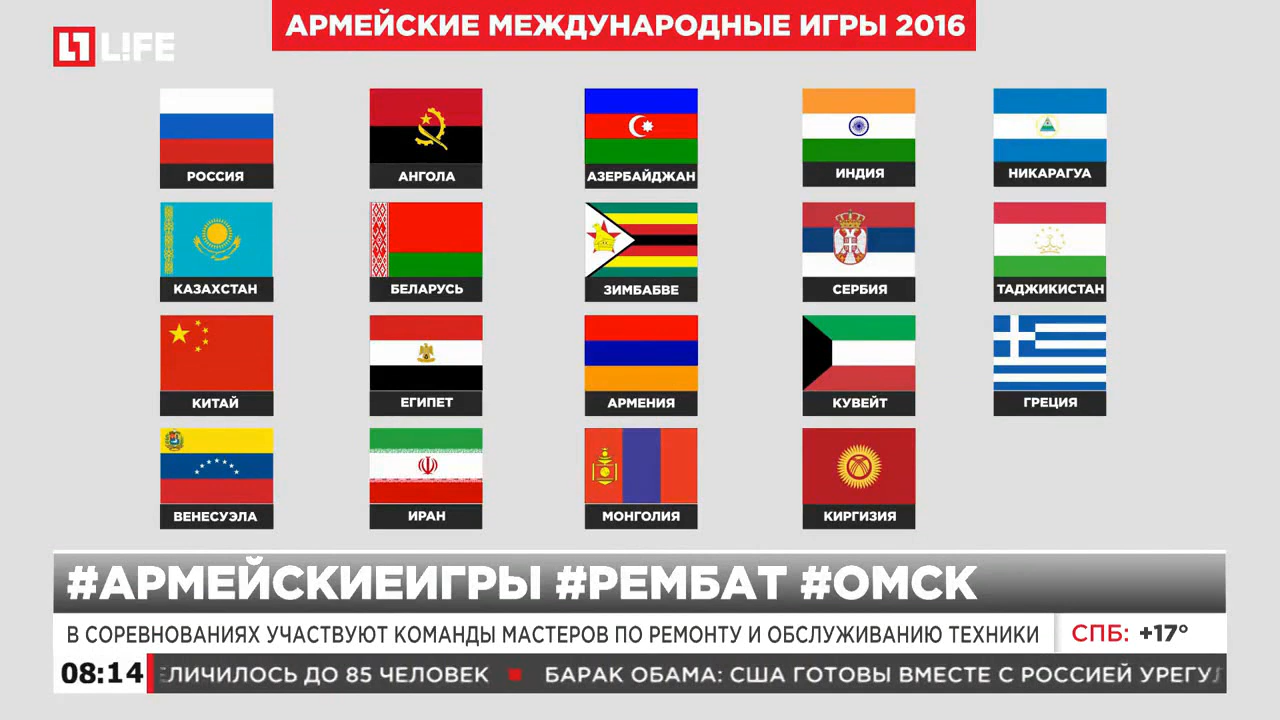 АРМЕЙСКИЕ МЕЖДУНАРОДНЫЕ ИГРЫ 2016
L!FE
РОССИЯ
АНГОЛА
АЗЕРБАЙДЖАН
ИНДИЯ
НИКАРАГУА
КАЗАХСТАН
БЕЛАРУСЬ
ЗИМБАБВЕ
СЕРБИЯ
ТАДЖИКИСТАН
КИТАЙ
ЕГИПЕТ
АРМЕНИЯ
КУВЕЙТ
ГРЕЦИЯ
ВЕНЕСУЭЛА
ИРАН
МОНГОЛИЯ
КИРГИЗИЯ
#АРМЕЙСКИЕИГРЫ #РЕМБАТ #ОМСК
В СОРЕВНОВАНИЯХ УЧАСТВУЮТ КОМАНДЫ МАСТЕРОВ ПО РЕМОНТУ И ОБСЛУЖИВАНИЮ ТЕХНИКИ
СПБ: +17°
08:14
ЕЛИЧИЛОСЬ ДО 85 ЧЕЛОВЕК ■ БАРАК ОБАМА: США ГОТОВЫ ВМЕСТЕ С РОССИЕЙ УРЕГУЛ